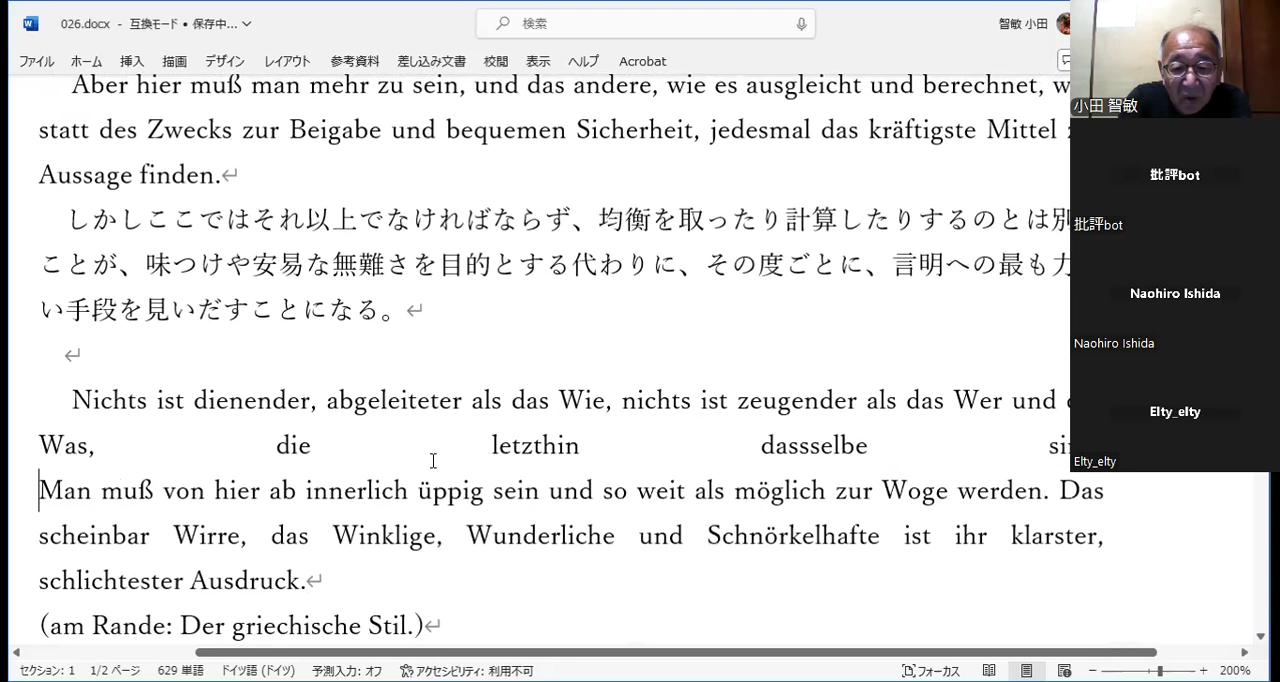 026.docx - 互換モード • 保存中...
検索
智敏 小田
ファイル ホーム 挿入 描画 デザイン レイアウト 参考資料 差し込み文書 校閲 表示 ヘルプ Acrobat
Aber hier muß man mehr zu sein, und das andere, wie es ausgleicht und berechnet,
statt des Zwecks zur Beigabe und bequemen Sicherheit, jedesmal das kräftigste Mittel
Aussage finden.
しかしここではそれ以上でなければならず、均衡を取ったり計算したりするのとは別
ことが、味つけや安易な無難さを目的とする代わりに、その度ごとに、言明への最も力
い手段を見いだすことになる。
Nichts ist dienender, abgeleiteter als das Wie, nichts ist zeugender als das Wer und
Was, die letzthin dassselbe
Man muß von hier ab innerlich üppig sein und so weit als möglich zur Woge werden. Das
scheinbar Wirre, das Winklige, Wunderliche und Schnörkelhafte ist ihr klarster,
schlichtester Ausdruck.
(am Rande: Der griechische Stil.)
小田 智敏
批評bot
批評bot
Naohiro Ishida
Naohiro Ishida
Elty_elty
Elty_elty
セクション: 1 1/2 ページ 629 単語 ドイツ語 (ドイツ) 予測入力: オフ アクセシビリティ: 利用不可 フォーカス 200%